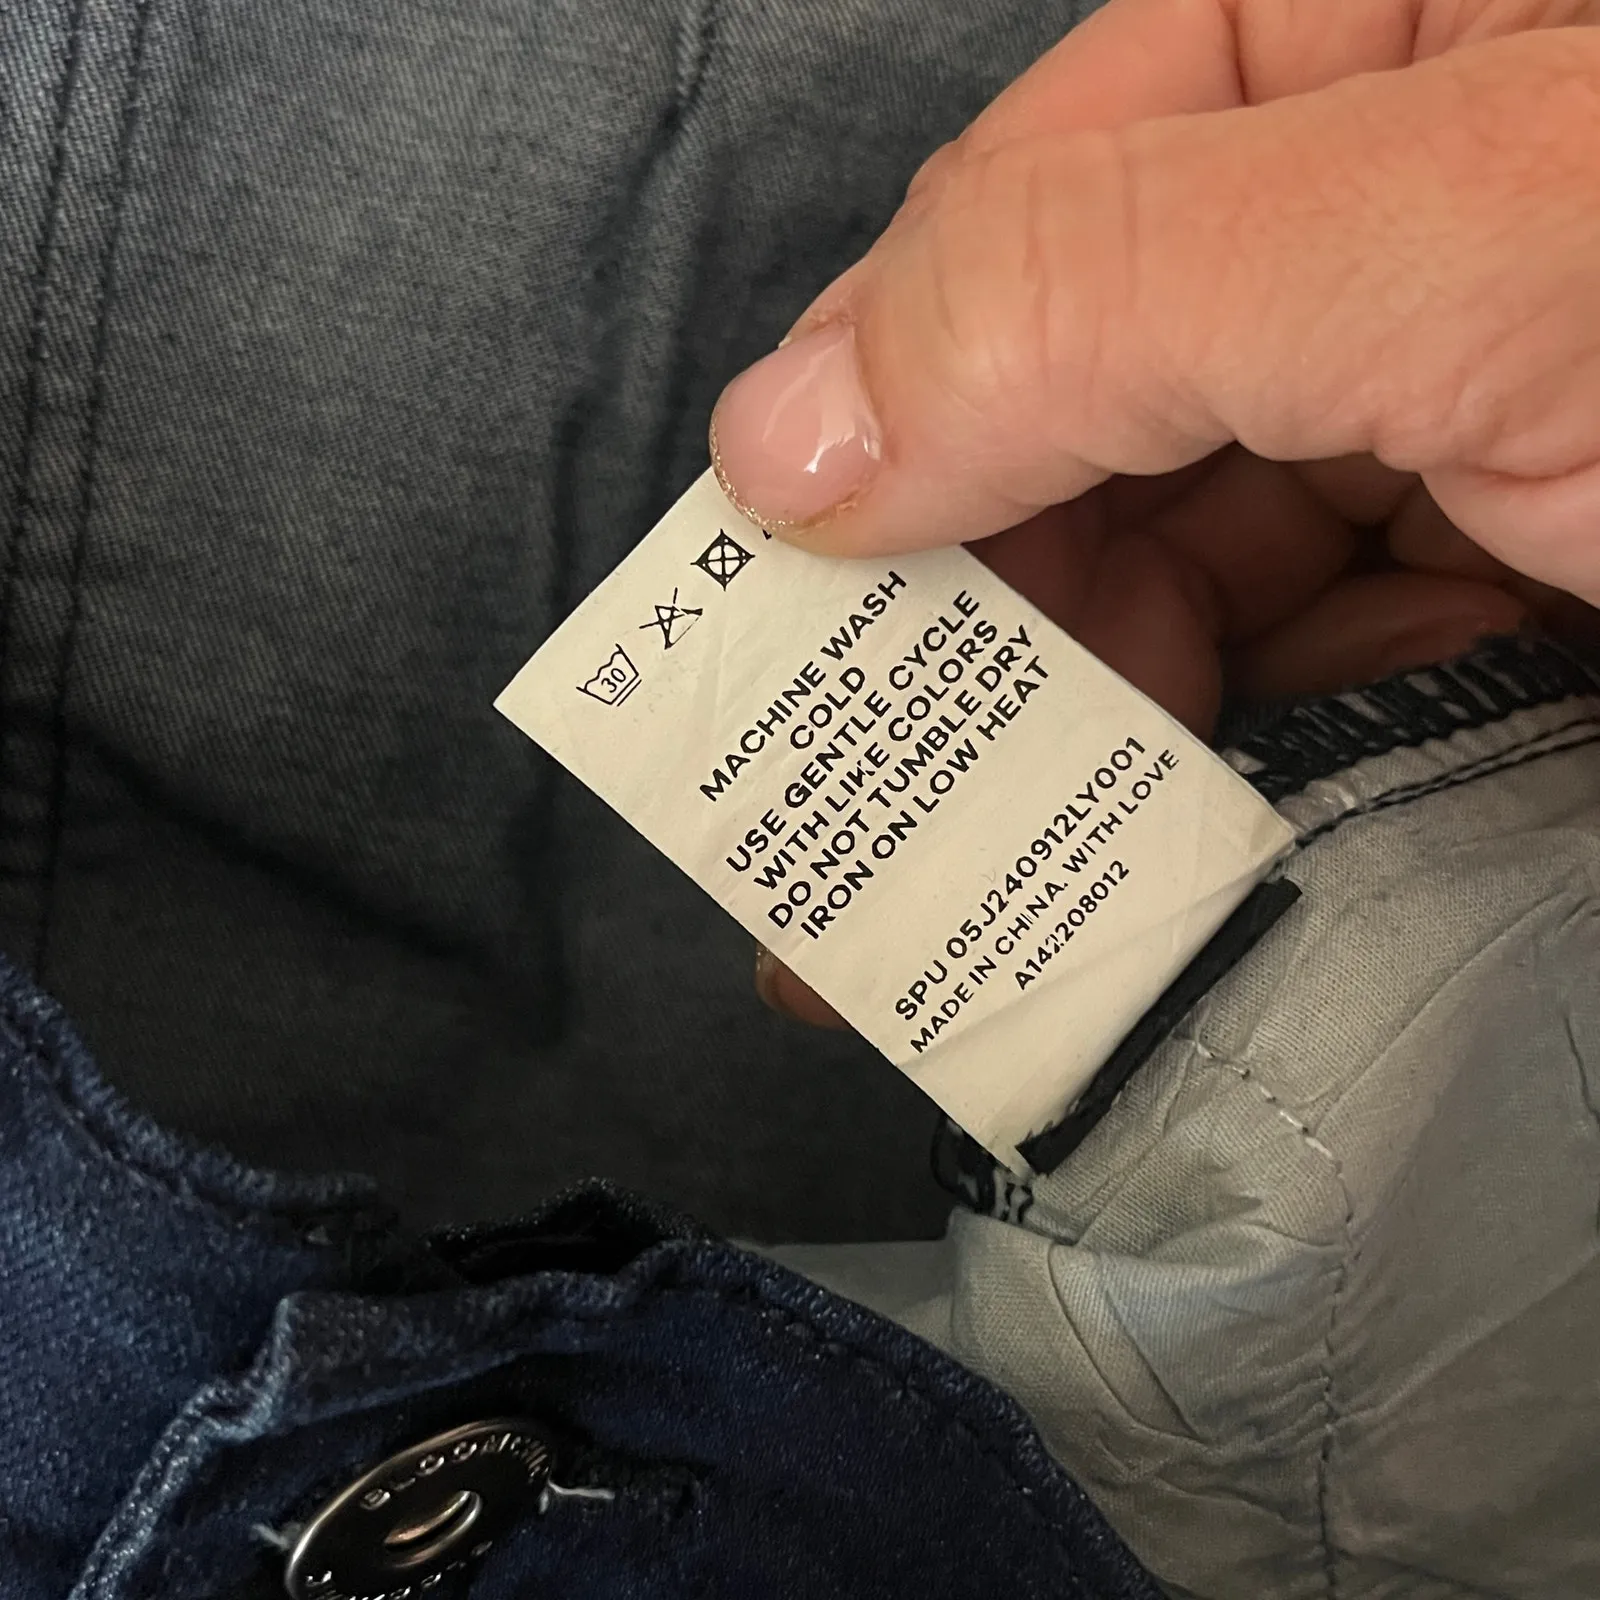 30
MACHINE WASH
COLD
USE GENTLE CYCLE
WITH LIKE COLORS
DO NOT TUMBLE DRY
IRON ON LOW HEAT
SPU 05J240912LY001
MADE IN CHINA. WITH LOVE